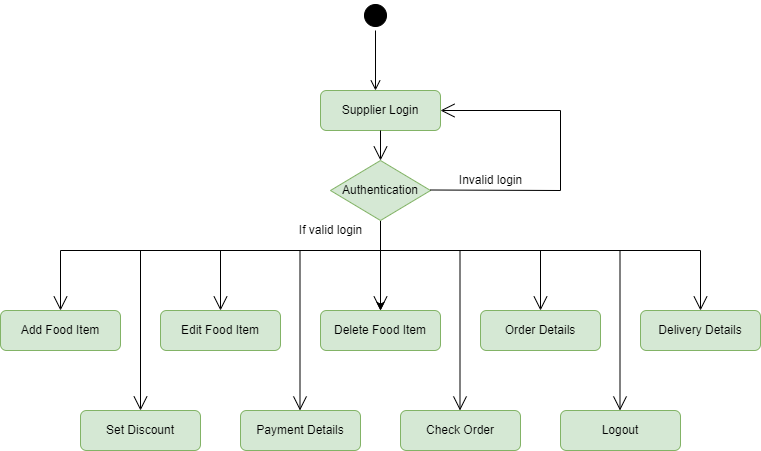 Supplier Login
Authentication
Invalid login
If valid login
Add Food Item
Edit Food Item
Delete Food Item
Order Details
Delivery Details
Set Discount
Payment Details
Check Order
Logout